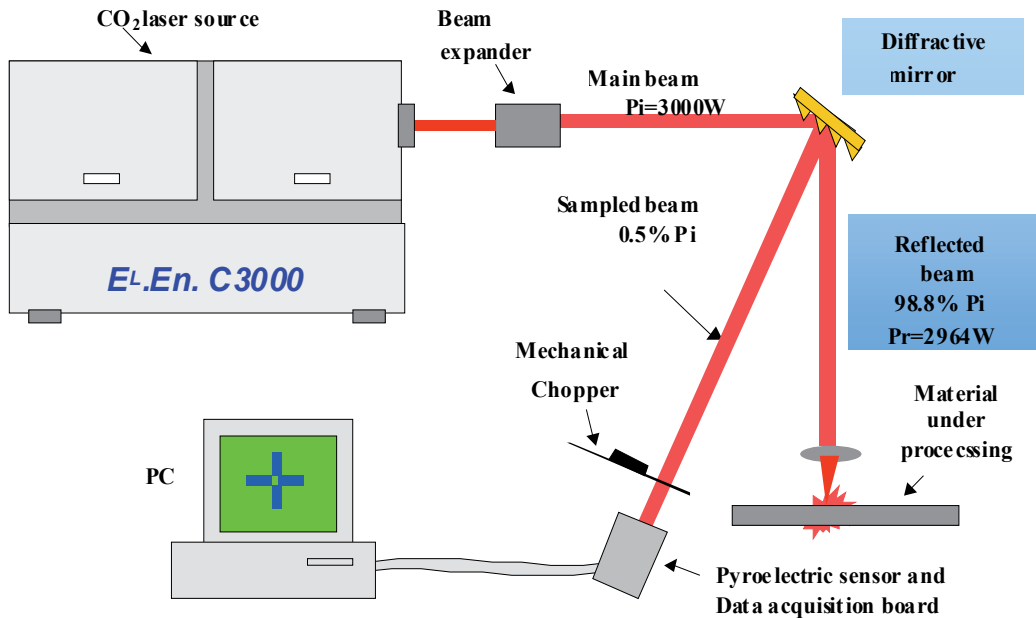 CO2 laser source
Beam
expander
Diffractive
mirror
Main beam
Pi=3000W
Sampled beam
0.5% Pi
Reflected
beam
98.8% Pi
Pr=2964W
EL.En. C3000
Mechanical
Chopper
Material
under
procecssing
PC
Pyroelectric sensor and
Data acquisition board